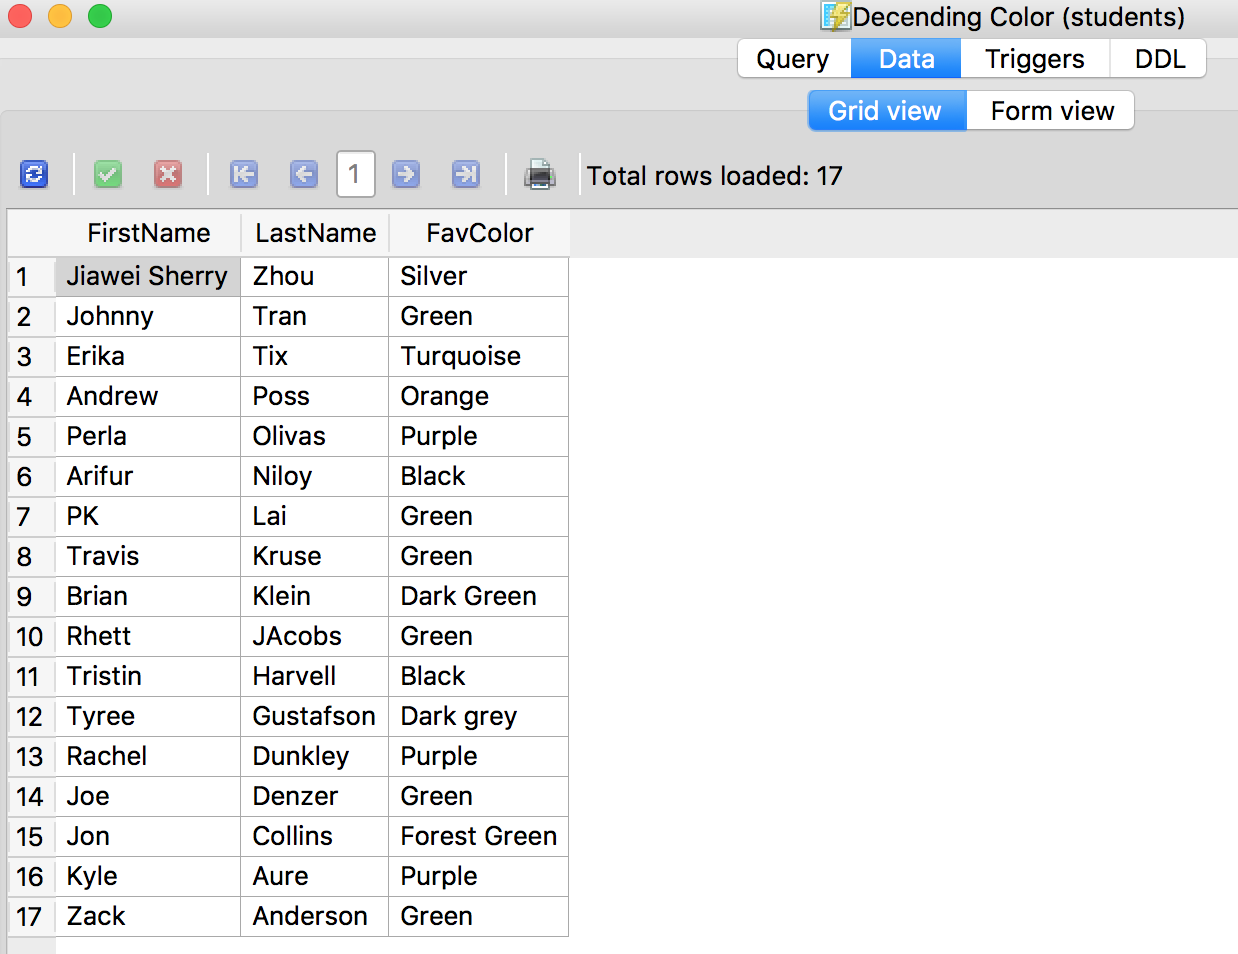 Decending Color (students)
Query Data Triggers DDL
Grid view Form view
1 Total rows loaded: 17
FirstName LastName FavColor
1 Jiawei Sherry Zhou Silver
2 Johnny Tran Green
3 Erika Tix Turquoise
4 Andrew Poss Orange
5 Perla Olivas Purple
6 Arifur Niloy Black
7 PK Lai Green
8 Travis Kruse Green
9 Brian Klein Dark Green
10 Rhett JAcobs Green
11 Tristin Harvell Black
12 Tyree Gustafson Dark grey
13 Rachel Dunkley Purple
14 Joe Denzer Green
15 Jon Collins Forest Green
16 Kyle Aure Purple
17 Zack Anderson Green